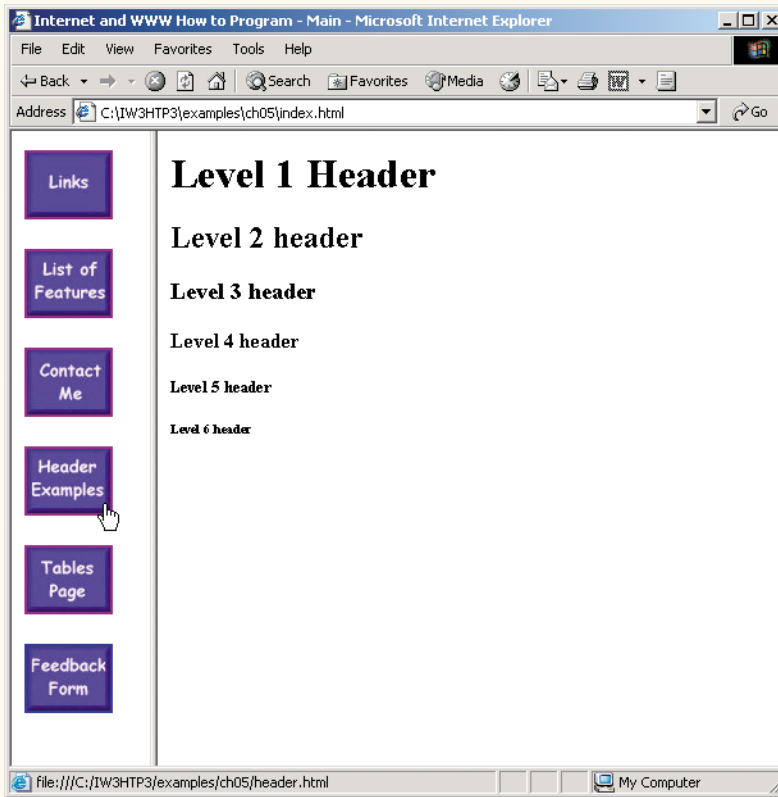 Internet and WWW How to Program - Main - Microsoft Internet Explorer
File Edit View Favorites Tools Help
Back Search Favorites Media
Address C:\IW3HTP3\examples\ch05\index.html Go
Links
List of
Features
Contact
Me
Header
Examples
Tables
Page
Feedback
Form
Level 1 Header
Level 2 header
Level 3 header
Level 4 header
Level 5 header
Level 6 header
file:///C:/IW3HTP3/examples/ch05/header.html My Computer